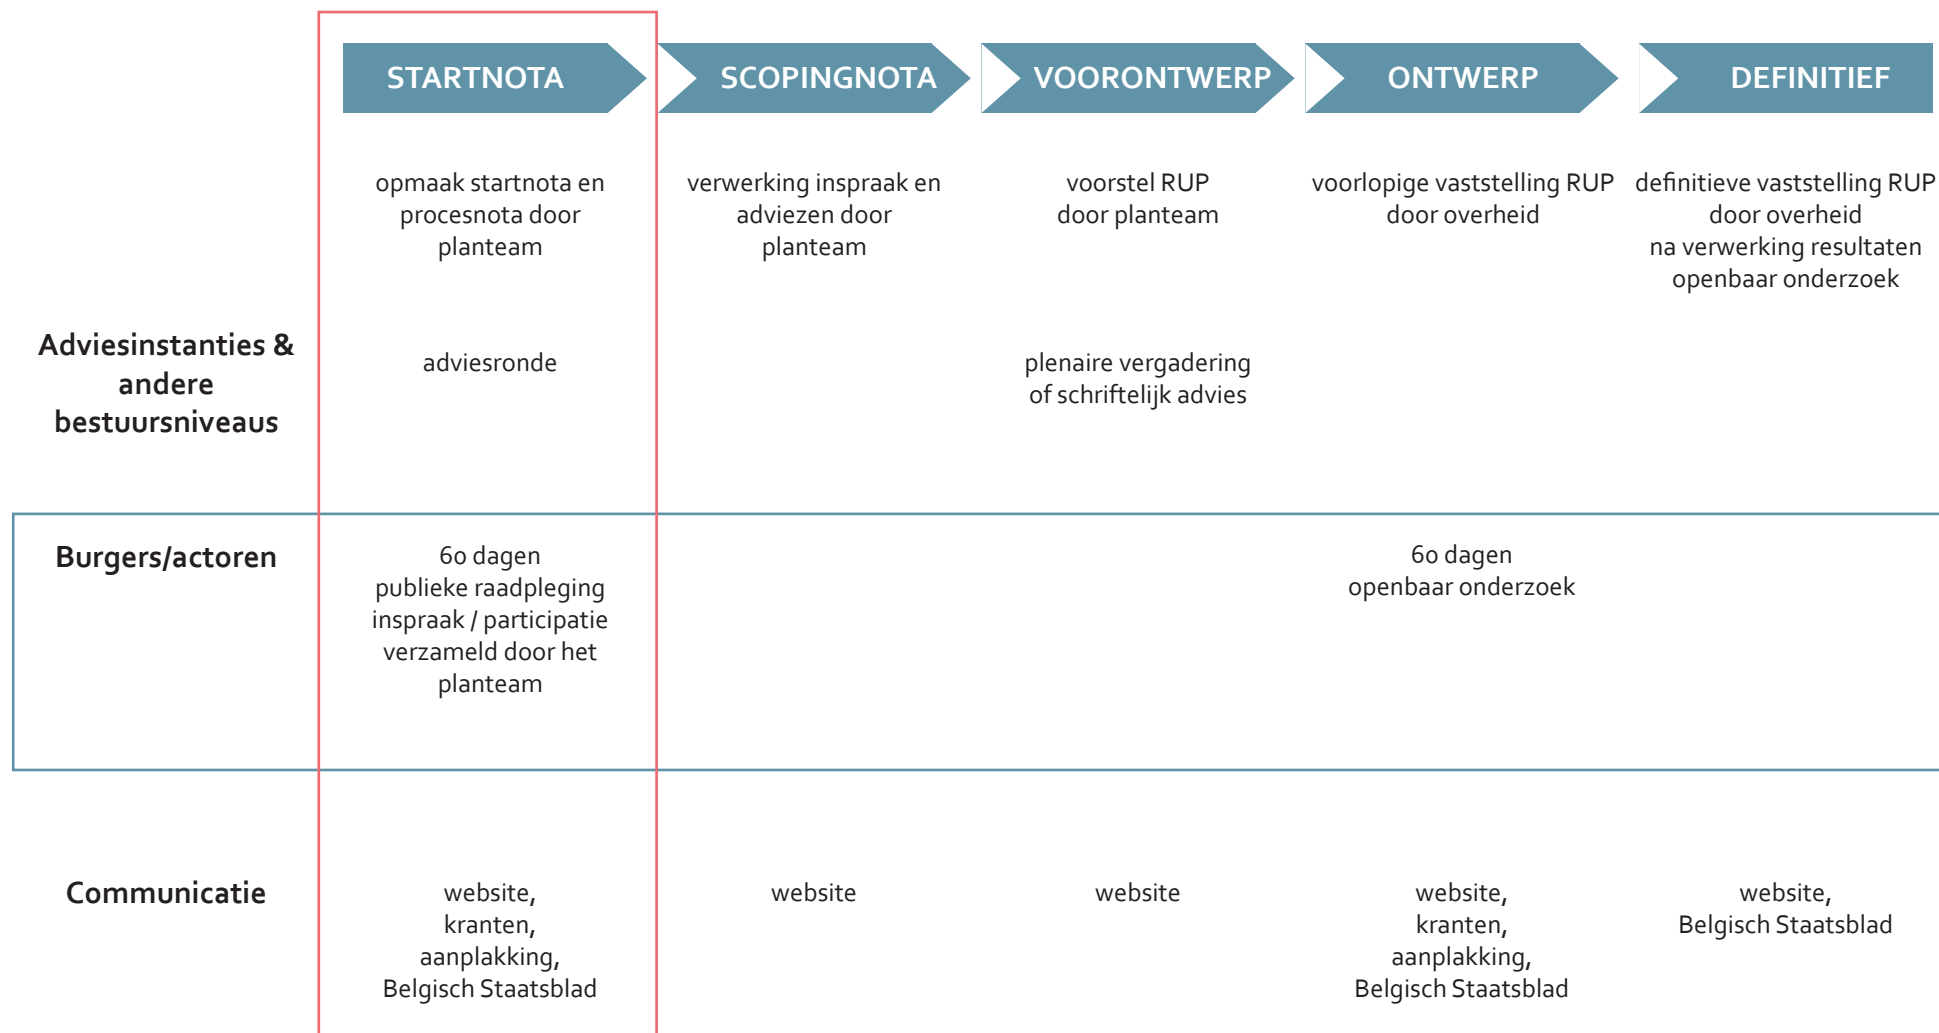 STARTNOTA
SCOPINGNOTA
VOORONTWERP
ONTWERP
DEFINITIEF
opmaak startnota en
procesnota door
planteam
verwerking inspraak en
adviezen door
planteam
voorstel RUP
door planteam
voorlopige vaststelling RUP
door overheid
definitieve vaststelling RUP
door overheid
na verwerking resultaten
openbaar onderzoek
Adviesinstanties &
andere
bestuursniveaus
adviesronde
plenaire vergadering
of schriftelijk advies
Burgers/actoren
60 dagen
publieke raadpleging
inspraak / participatie
verzameld door het
planteam
60 dagen
openbaar onderzoek
Communicatie
website,
kranten,
aanplakking,
Belgisch Staatsblad
website
website
website,
kranten,
aanplakking,
Belgisch Staatsblad
website,
Belgisch Staatsblad